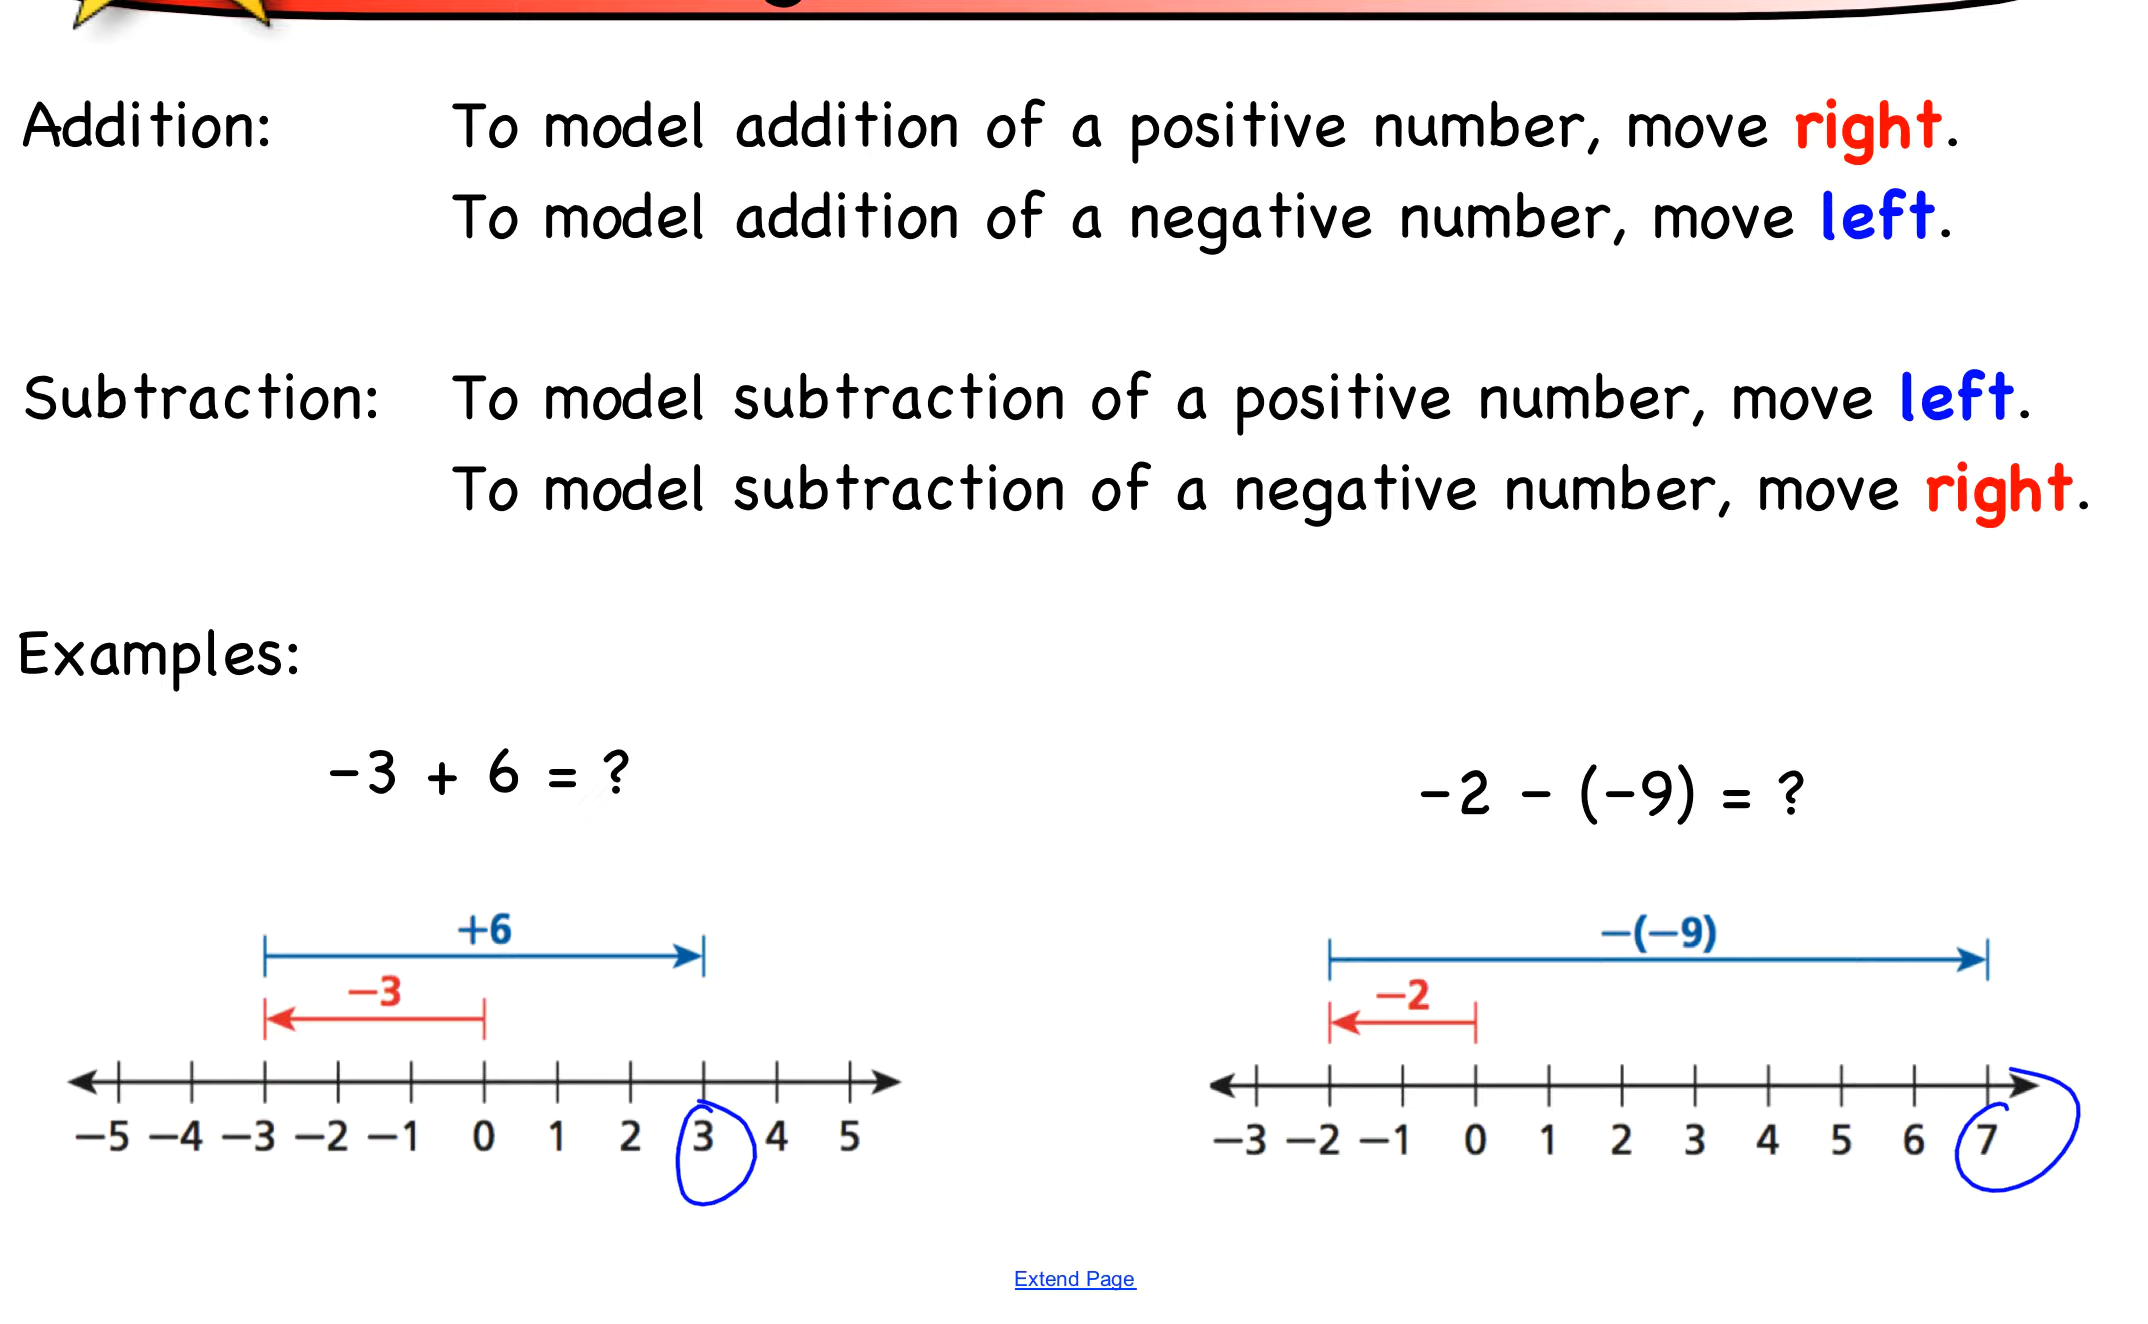 Addition: To model addition of a positive number, move right.
To model addition of a negative number, move left.
Subtraction: To model subtraction of a positive number, move left.
To model subtraction of a negative number, move right.
Examples:
-3 + 6 = ?
+6
−3
−5 −4 −3 −2 −1 0 1 2 3 4 5
-2 - (-9) = ?
−(−9)
−2
−3 −2 −1 0 1 2 3 4 5 6 7
Extend Page